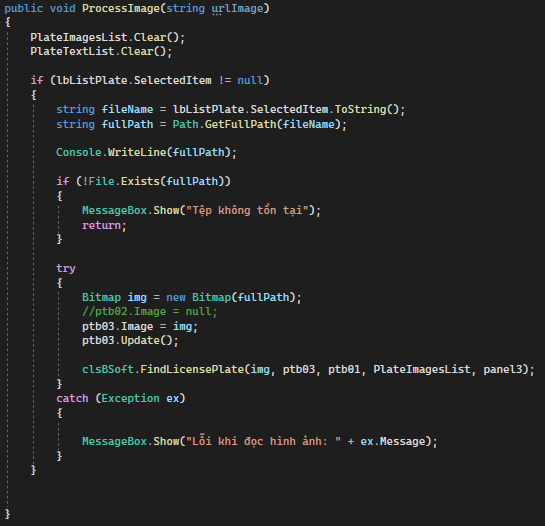 public void ProcessImage(string urlImage)
{
PlateImagesList.Clear();
PlateTextList.Clear();
if (lbListPlate.SelectedItem != null)
{
string fileName = lbListPlate.SelectedItem.ToString();
string fullPath = Path.GetFullPath(fileName);
Console.WriteLine(fullPath);
if (!File.Exists(fullPath))
{
MessageBox.Show("Tệp không tồn tại");
return;
}
try
{
Bitmap img = new Bitmap(fullPath);
//ptb02.Image = null;
ptb03.Image = img;
ptb03.Update();
clsBSoft.FindLicensePlate(img, ptb03, ptb01, PlateImagesList, panel3);
}
catch (Exception ex)
{
MessageBox.Show("Lỗi khi đọc hình ảnh: " + ex.Message);
}
}
}